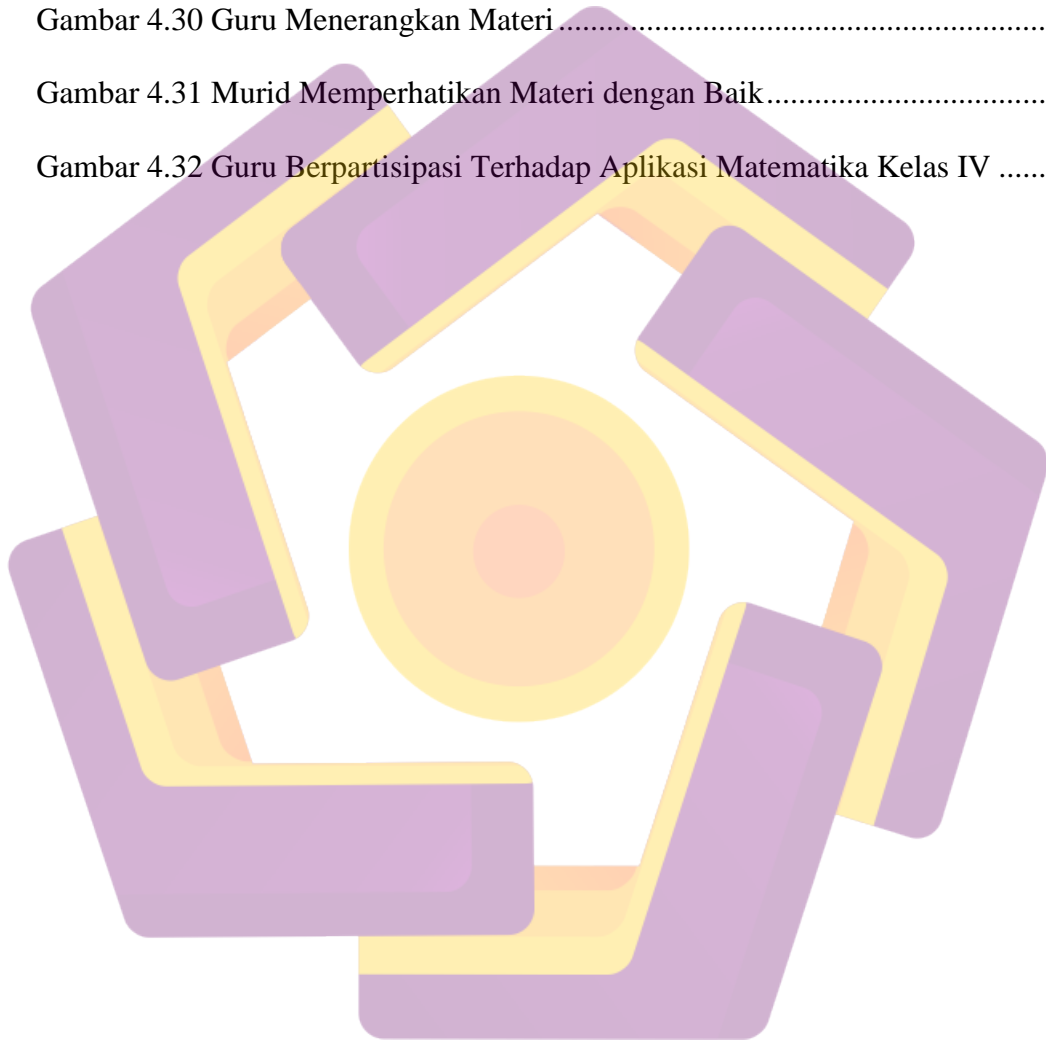 Gambar 4.30 Guru Menerangkan Materi ..............................................................
Gambar 4.31 Murid Memperhatikan Materi dengan Baik...................................
Gambar 4.32 Guru Berpartisipasi Terhadap Aplikasi Matematika Kelas IV ......